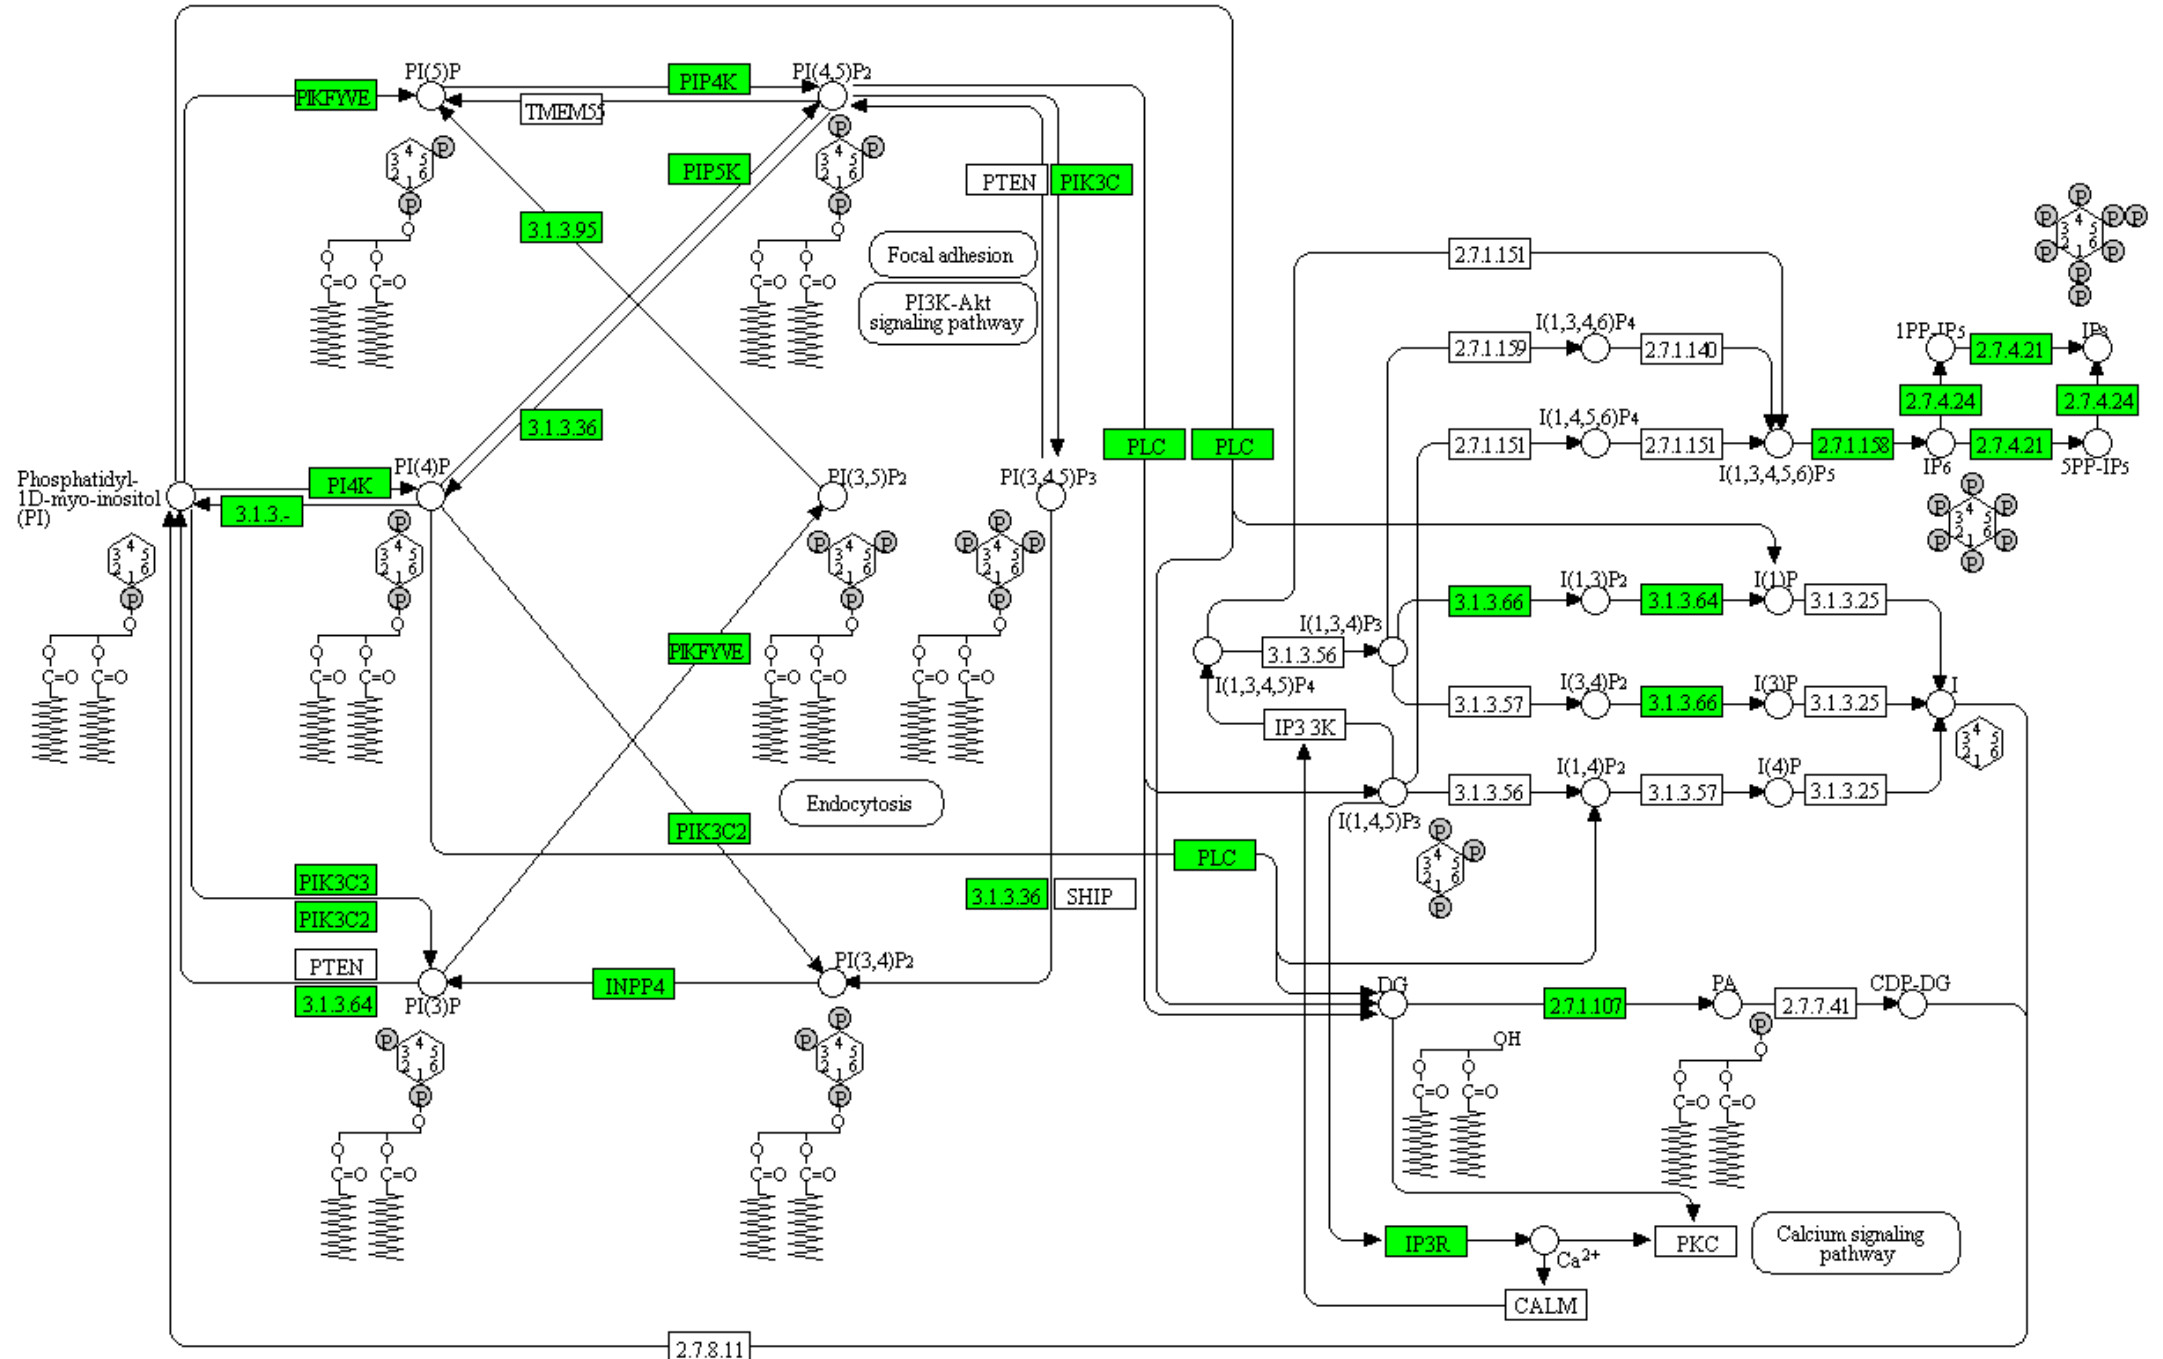 PI(5)P
PIKFYVE
PIP4K
TMEM55
PI(4,5)P2
PIP5K
3.1.3.95
PTEN
PIK3C
Focal adhesion
PI3K-Akt
signaling pathway
3.1.3.36
Phosphatidyl-
1D-myo-inositol
(PI)
PI4K
3.1.3.-
PI(4)P
PI(3,5)P2
PI(3,4,5)P3
PLC
PLC
PIKFYVE
Endocytosis
PIK3C2
PLC
PIK3C3
PIK3C2
PTEN
3.1.3.64
PI(3)P
INPP4
PI(3,4)P2
3.1.3.36
SHIP
2.7.1.151
2.7.1.159
I(1,3,4,6)P4
2.7.1.140
2.7.1.151
I(1,4,5,6)P4
2.7.1.151
I(1,3,4,5,6)P5
2.7.1.158
1PP-IP5
2.7.4.21
IP8
2.7.4.24
2.7.4.24
IP6
2.7.4.21
5PP-IP5
3.1.3.66
I(1,3)P2
3.1.3.64
I(1)P
3.1.3.25
I(1,3,4)P3
3.1.3.56
I(1,3,4,5)P4
3.1.3.57
I(3,4)P2
3.1.3.66
I(3)P
3.1.3.25
I
IP3 3K
3.1.3.56
I(1,4)P2
3.1.3.57
I(4)P
3.1.3.25
I(1,4,5)P3
DG
2.7.1.107
PA
2.7.7.41
CDP-DG
OH
IP3R
Ca2+
PKC
Calcium signaling
pathway
CALM
2.7.8.11